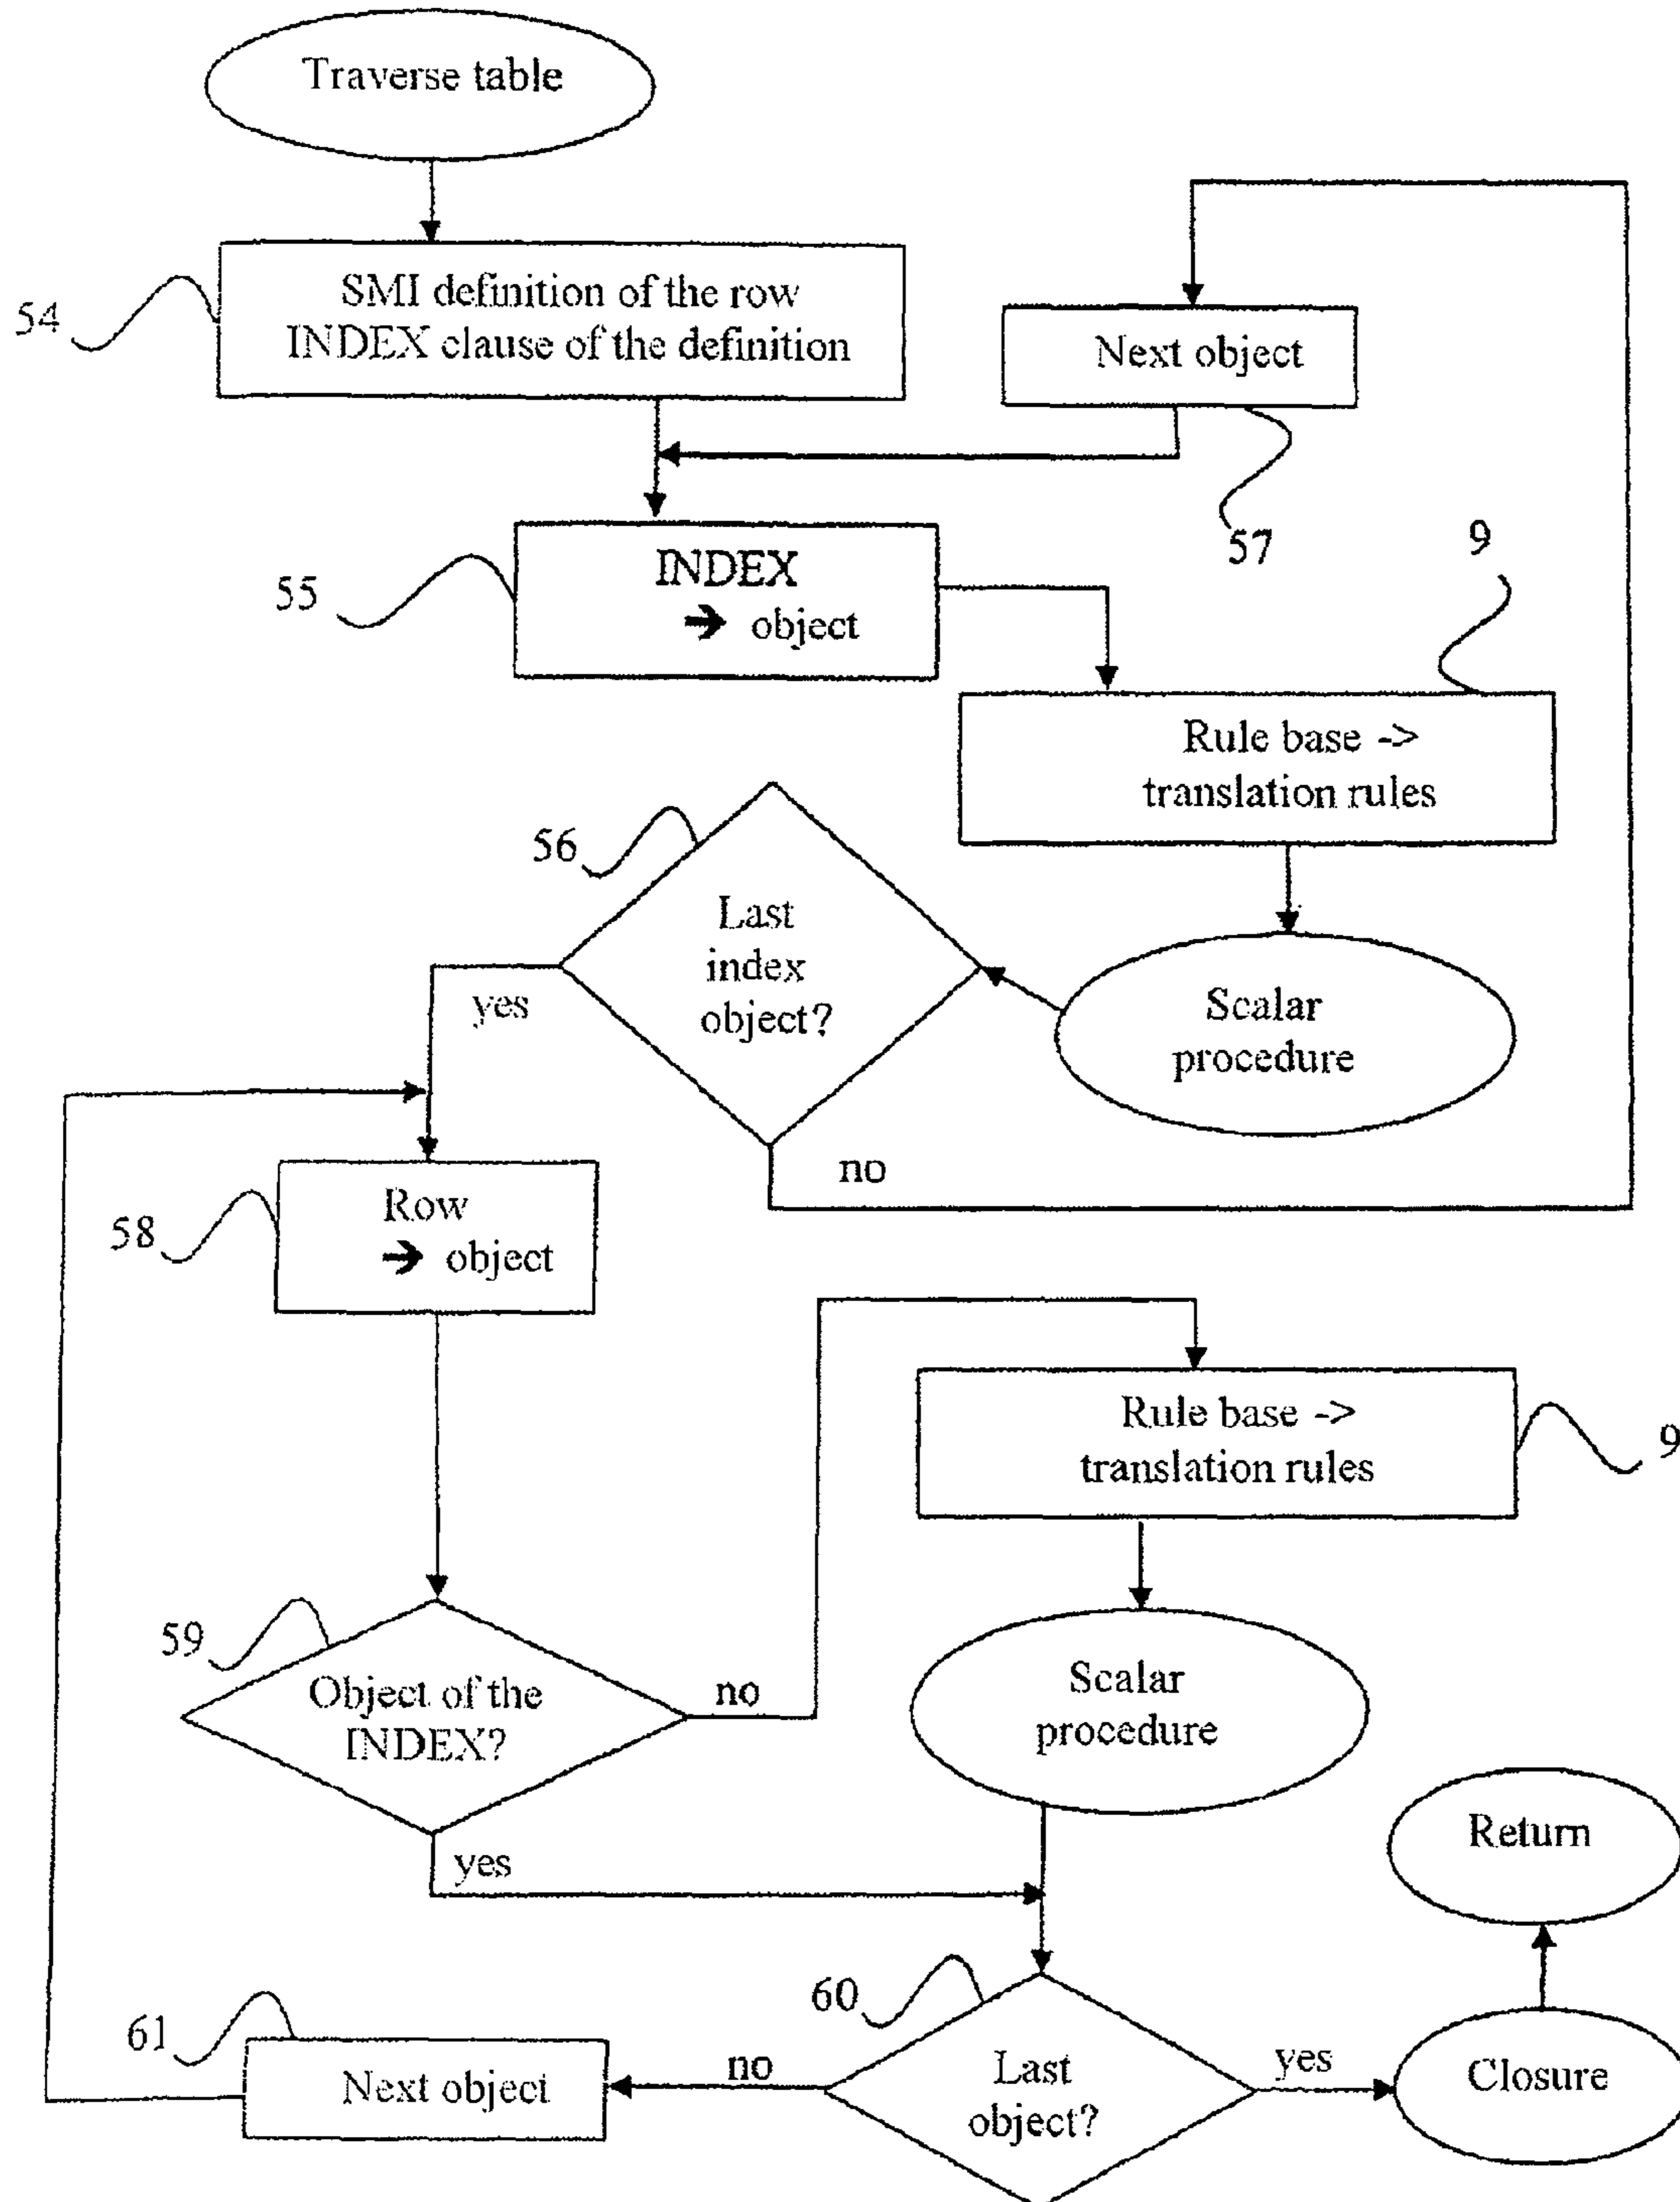 Traverse table
54
SMI definition of the row
INDEX clause of the definition
Next object
57
55
INDEX
➔ object
9
Rule base ->
translation rules
56
Last
index
object?
yes
no
Scalar
procedure
58
Row
➔ object
Rule base ->
translation rules
9
59
Object of the
INDEX?
no
yes
Scalar
procedure
Return
60
Last
object?
no
yes
61
Next object
Closure